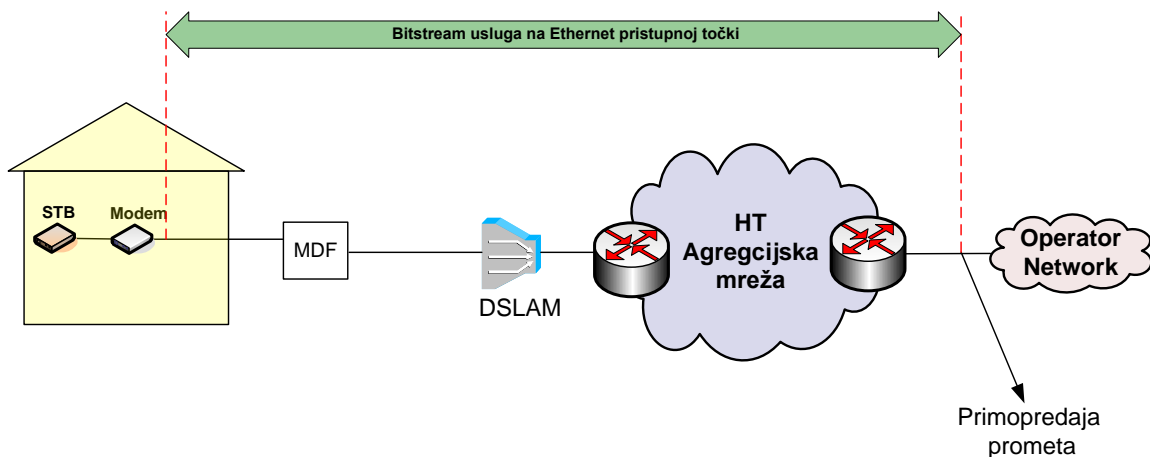 Bitstream usluga na Ethernet pristupnoj točki
STB
Modem
MDF
DSLAM
HT
Agregcijska
mreža
Operator
Network
Primopredaja
prometa